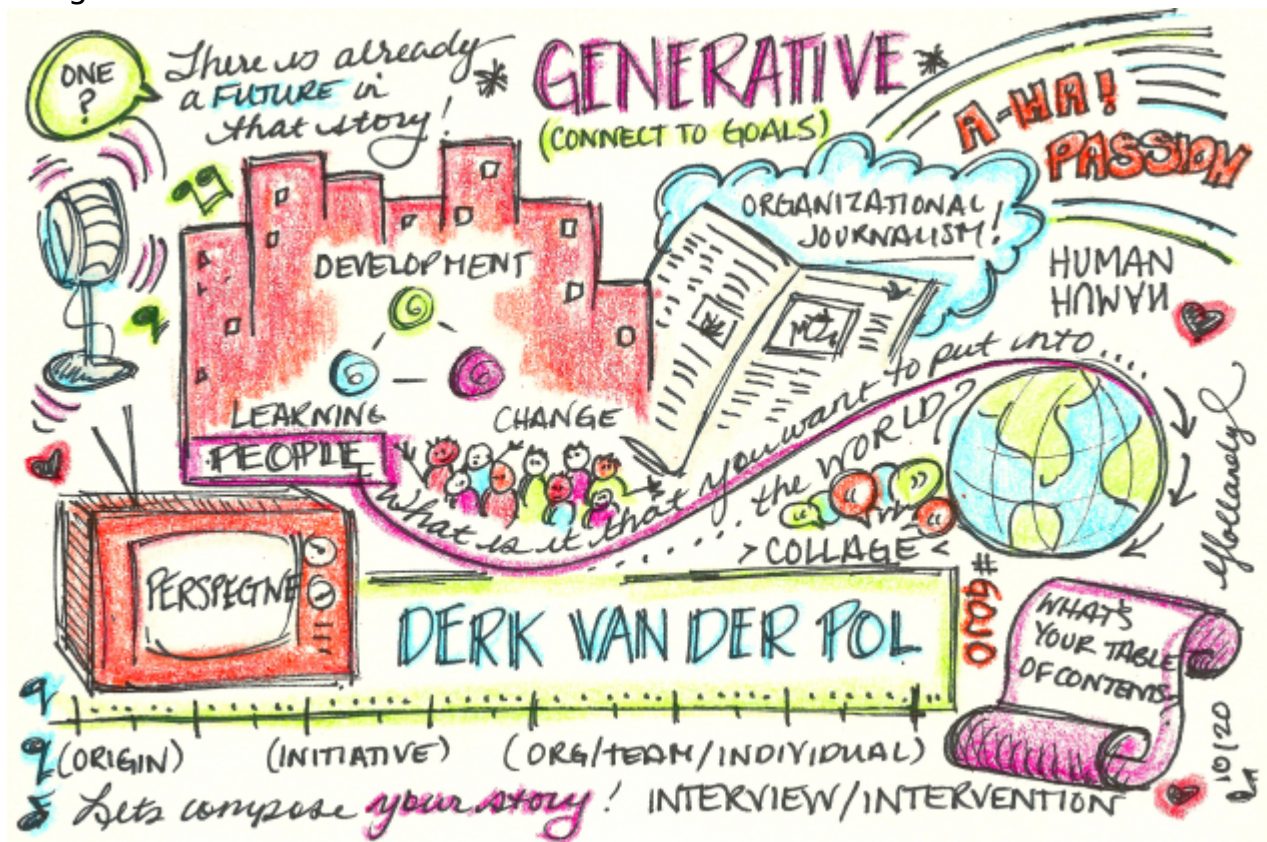 ONE
?
There is already
a FUTURE in
that story!
GENERATIVE
(CONNECT TO GOALS)
A-HA!
PASSION
ORGANIZATIONAL
JOURNALISM!
HUMAN
HUMAN
DEVELOPMENT
LEARNING
CHANGE
PEOPLE
What is it that you want to put into...
... the WORLD?
> COLLAGE <
PERSPECTIVE
DERK VAN DER POL
WHAT'S
YOUR TABLE
OF CONTENTS
(ORIGIN) (INITIATIVE) (ORG/TEAM/INDIVIDUAL)
Lets compose your story! INTERVIEW/INTERVENTION
10/20